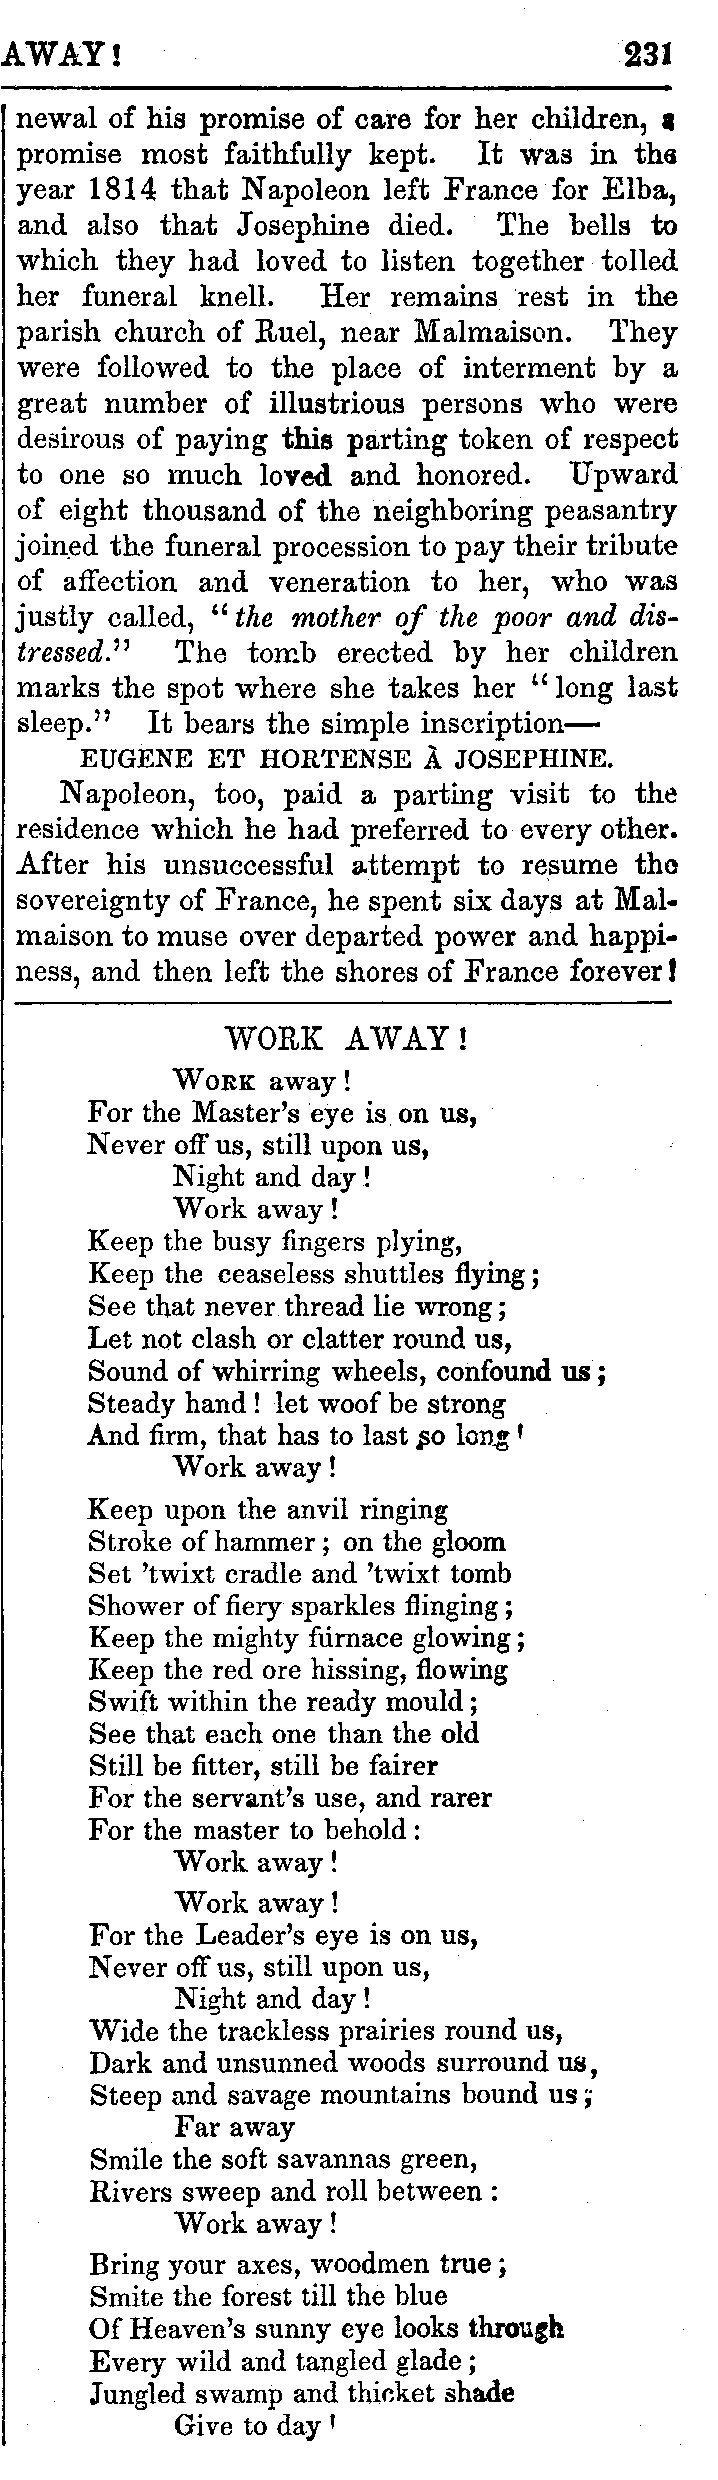 AWAY! 231
newal of his promise of care for her children, a
promise most faithfully kept. It was in the
year 1814 that Napoleon left France for Elba,
and also that Josephine died. The bells to
which they had loved to listen together tolled
her funeral knell. Her remains rest in the
parish church of Ruel, near Malmaison. They
were followed to the place of interment by a
great number of illustrious persons who were
desirous of paying this parting token of respect
to one so much loved and honored. Upward
of eight thousand of the neighboring peasantry
joined the funeral procession to pay their tribute
of affection and veneration to her, who was
justly called, "the mother of the poor and dis-
tressed." The tomb erected by her children
marks the spot where she takes her "long last
sleep." It bears the simple inscription—
EUGENE ET HORTENSE À JOSEPHINE.
Napoleon, too, paid a parting visit to the
residence which he had preferred to every other.
After his unsuccessful attempt to resume the
sovereignty of France, he spent six days at Mal-
maison to muse over departed power and happi-
ness, and then left the shores of France forever!
WORK AWAY!
WORK away!
For the Master's eye is on us,
Never off us, still upon us,
Night and day!
Work away!
Keep the busy fingers plying,
Keep the ceaseless shuttles flying;
See that never thread lie wrong;
Let not clash or clatter round us,
Sound of whirring wheels, confound us;
Steady hand! let woof be strong
And firm, that has to last so long!
Work away!
Keep upon the anvil ringing
Stroke of hammer; on the gloom
Set 'twixt cradle and 'twixt tomb
Shower of fiery sparkles flinging;
Keep the mighty furnace glowing;
Keep the red ore hissing, flowing
Swift within the ready mould;
See that each one than the old
Still be fitter, still be fairer
For the servant's use, and rarer
For the master to behold:
Work away!
Work away!
For the Leader's eye is on us,
Never off us, still upon us,
Night and day!
Wide the trackless prairies round us,
Dark and unsunned woods surround us,
Steep and savage mountains bound us;
Far away
Smile the soft savannas green,
Rivers sweep and roll between:
Work away!
Bring your axes, woodmen true;
Smite the forest till the blue
Of Heaven's sunny eye looks through
Every wild and tangled glade;
Jungled swamp and thicket shade
Give to day!